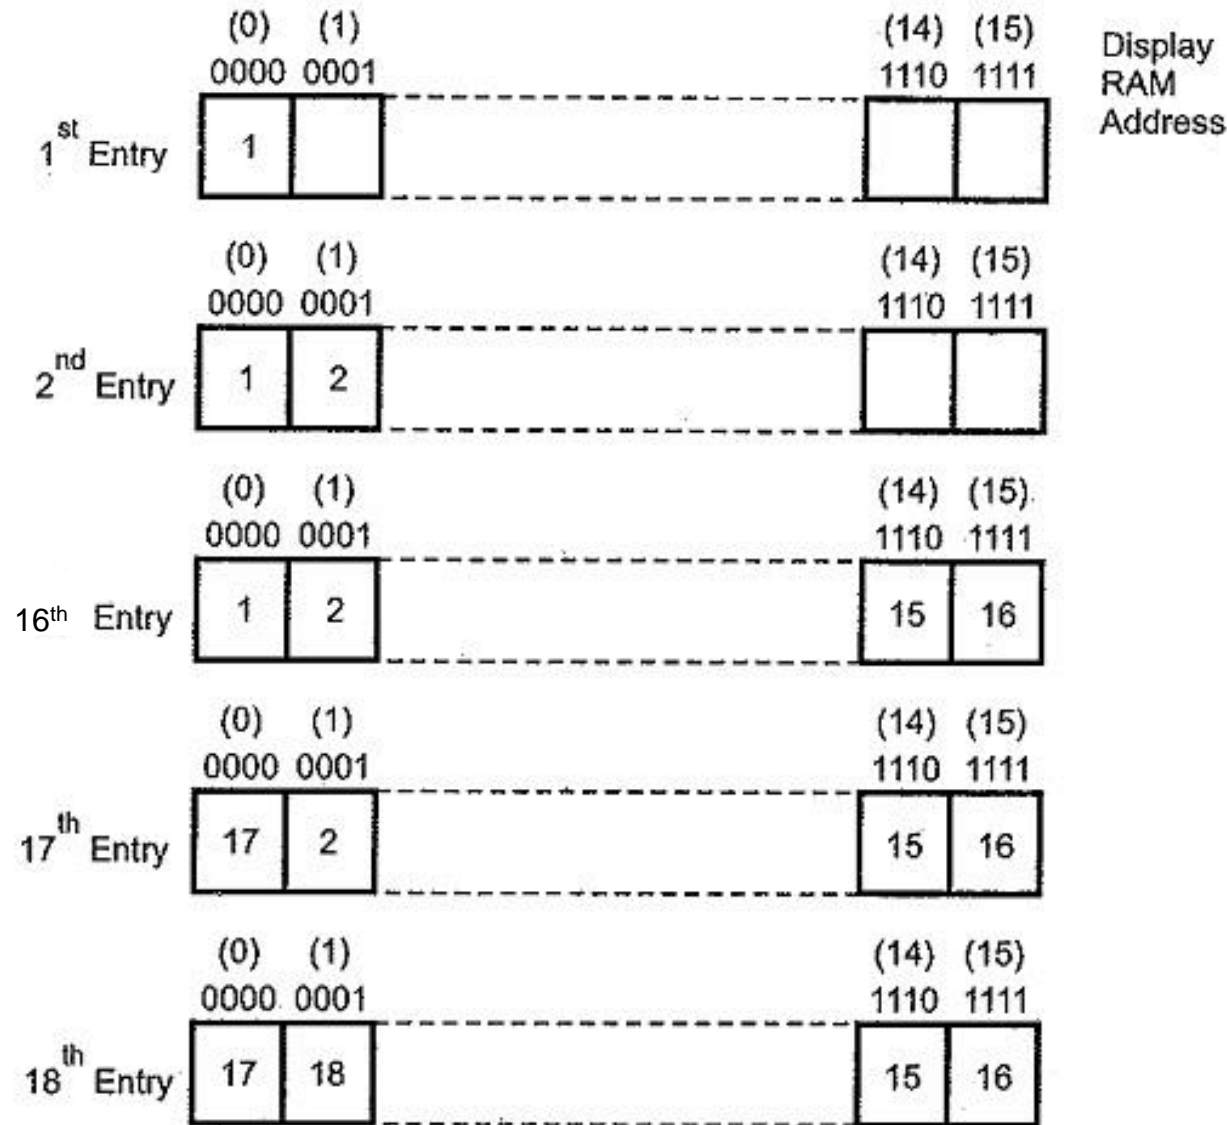 (0) (1) (14) (15) Display
0000 0001 1110 1111 RAM
Address
1st Entry 1
(0) (1) (14) (15)
0000 0001 1110 1111
2nd Entry 1 2
(0) (1) (14) (15)
0000 0001 1110 1111
16th Entry 1 2 15 16
(0) (1) (14) (15)
0000 0001 1110 1111
17th Entry 17 2 15 16
(0) (1) (14) (15)
0000 0001 1110 1111
18th Entry 17 18 15 16